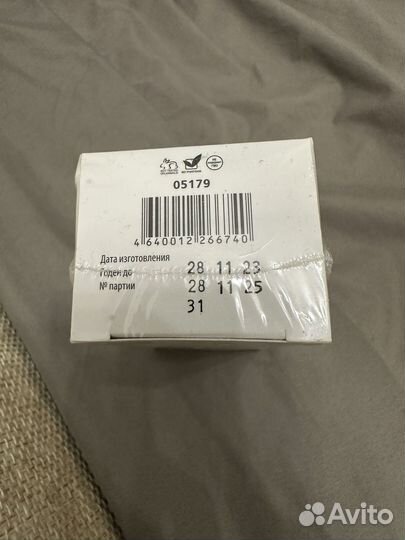 05179
4 640012 266740
Дата изготовления 28 11 23
Годен до 28 11 25
№ партии 31
Avito